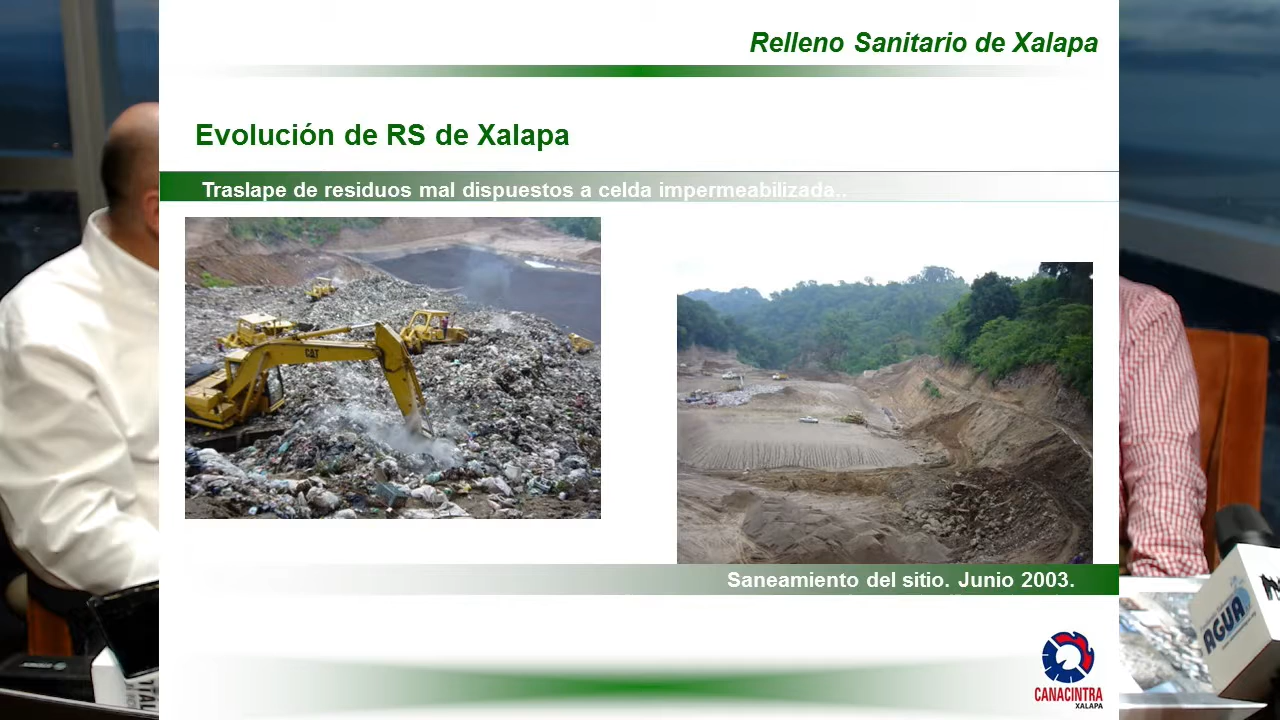 Relleno Sanitario de Xalapa
Evolución de RS de Xalapa
Traslape de residuos mal dispuestos a celda impermeabilizada..
CAT
Saneamiento del sitio. Junio 2003.
CANACINTRA
XALAPA
AGUA